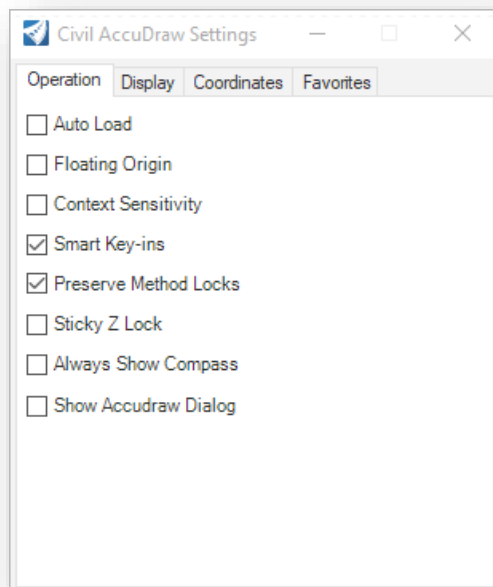 Civil AccuDraw Settings
Operation Display Coordinates Favorites
Auto Load
Floating Origin
Context Sensitivity
Smart Key-ins
Preserve Method Locks
Sticky Z Lock
Always Show Compass
Show Accudraw Dialog